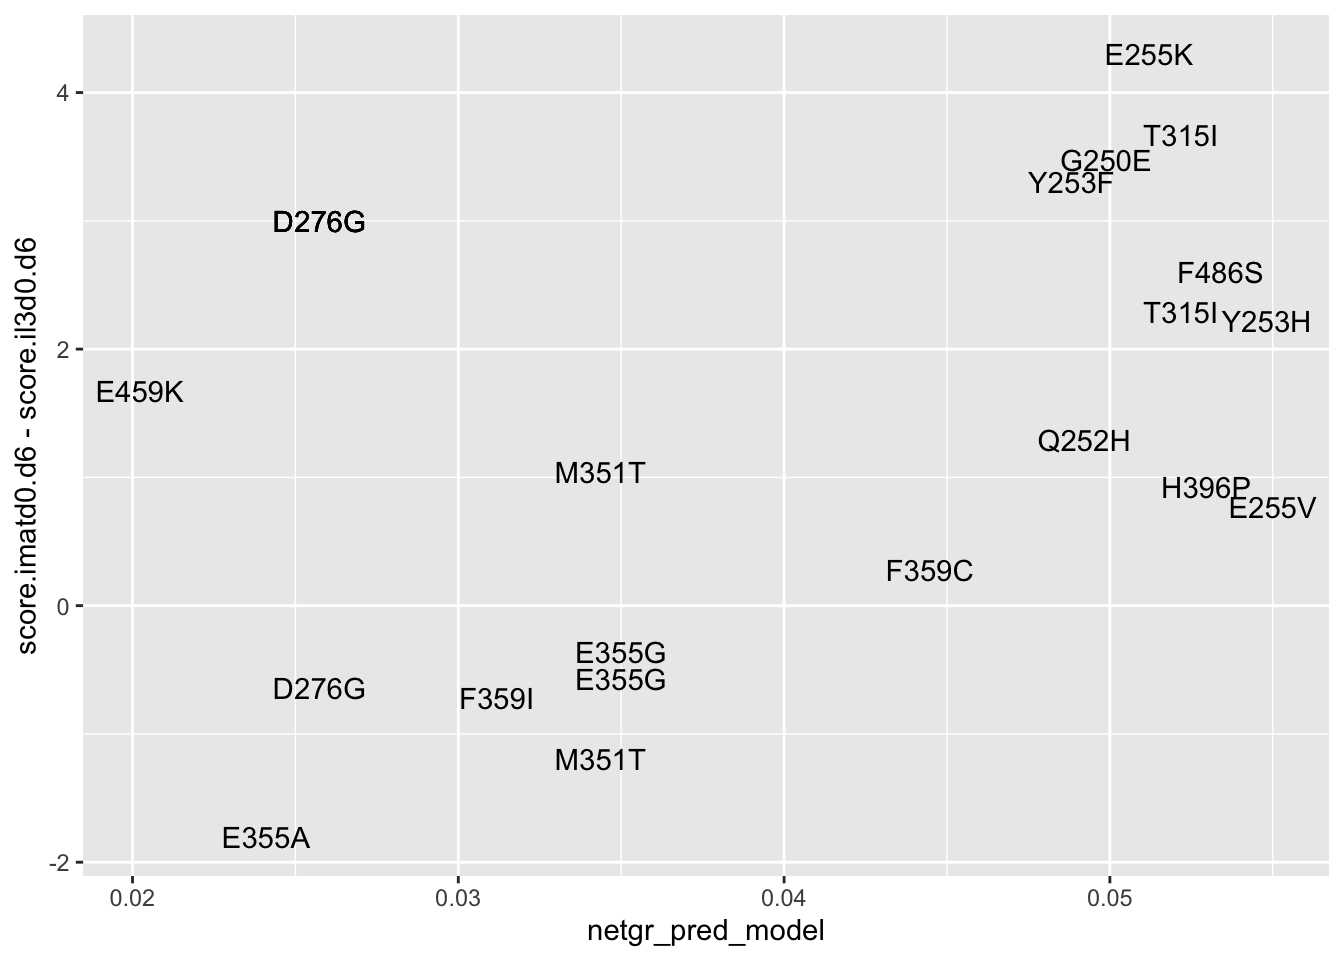 E255K
4
T315I
G250E
Y253F
D276G
F486S
T315I
Y253H
2
E459K
Q252H
M351T
H396P
E255V
F359C
0
E355G
E355G
D276G
F359I
M351T
E355A
-2
0.02 0.03 0.04 0.05
netgr_pred_model
score.imatd0.d6 - score.il3d0.d6